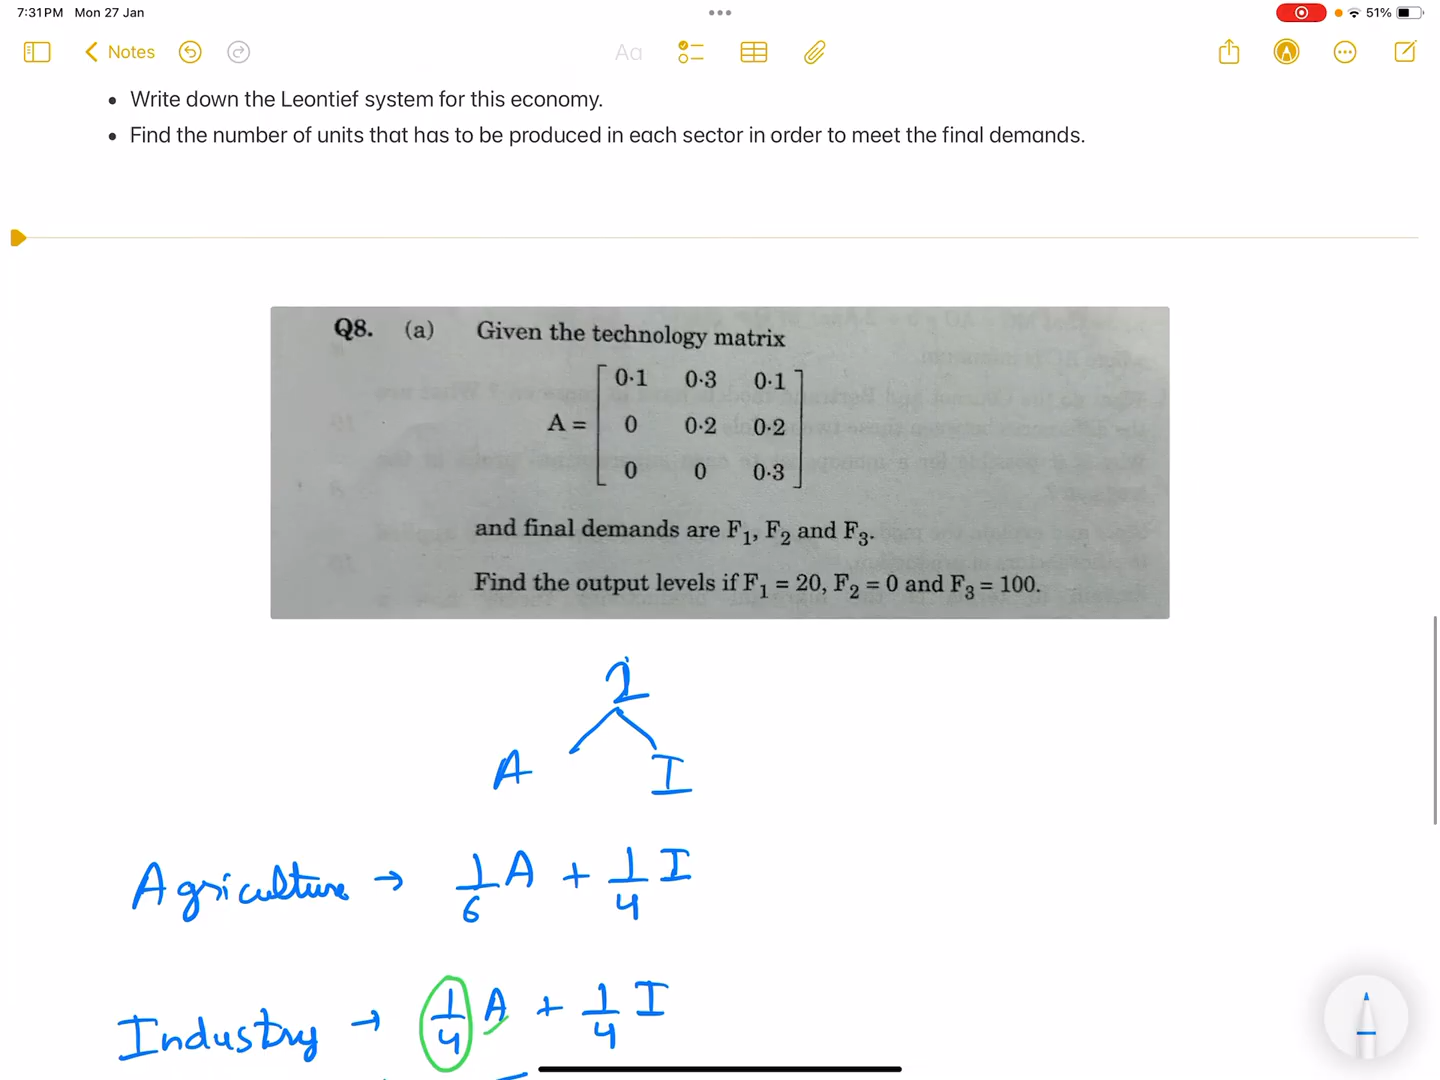 7:31 PM Mon 27 Jan
51%
Notes
Aa
• Write down the Leontief system for this economy.
• Find the number of units that has to be produced in each sector in order to meet the final demands.
Q8. (a) Given the technology matrix
0·1 0·3 0·1
A = 0 0·2 0·2
0 0 0·3
and final demands are F₁, F₂ and F₃.
Find the output levels if F₁ = 20, F₂ = 0 and F₃ = 100.
2
A I
Agriculture → 1/6 A + 1/4 I
Industry → 1/4 A + 1/4 I